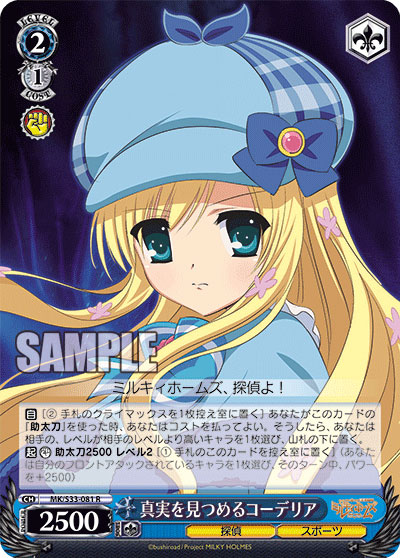 LEVEL
2
1
COST
SAMPLE
ミルキィホームズ、探偵よ！
自［② 手札のクライマックスを1枚控え室に置く］あなたがこのカードの
「助太刀」を使った時、あなたはコストを払ってよい。そうしたら、あなたは
相手の、レベルが相手のレベルより高いキャラを1枚選び、山札の下に置く。
起 助太刀2500 レベル2［① 手札のこのカードを控え室に置く］（あなた
は自分のフロントアタックされているキャラを1枚選び、そのターン中、パワー
を+2500）
CH MK/S33-081 R
POWER
2500
真実を見つめるコーデリア
探偵
スポーツ
©bushiroad/Project MILKY HOLMES